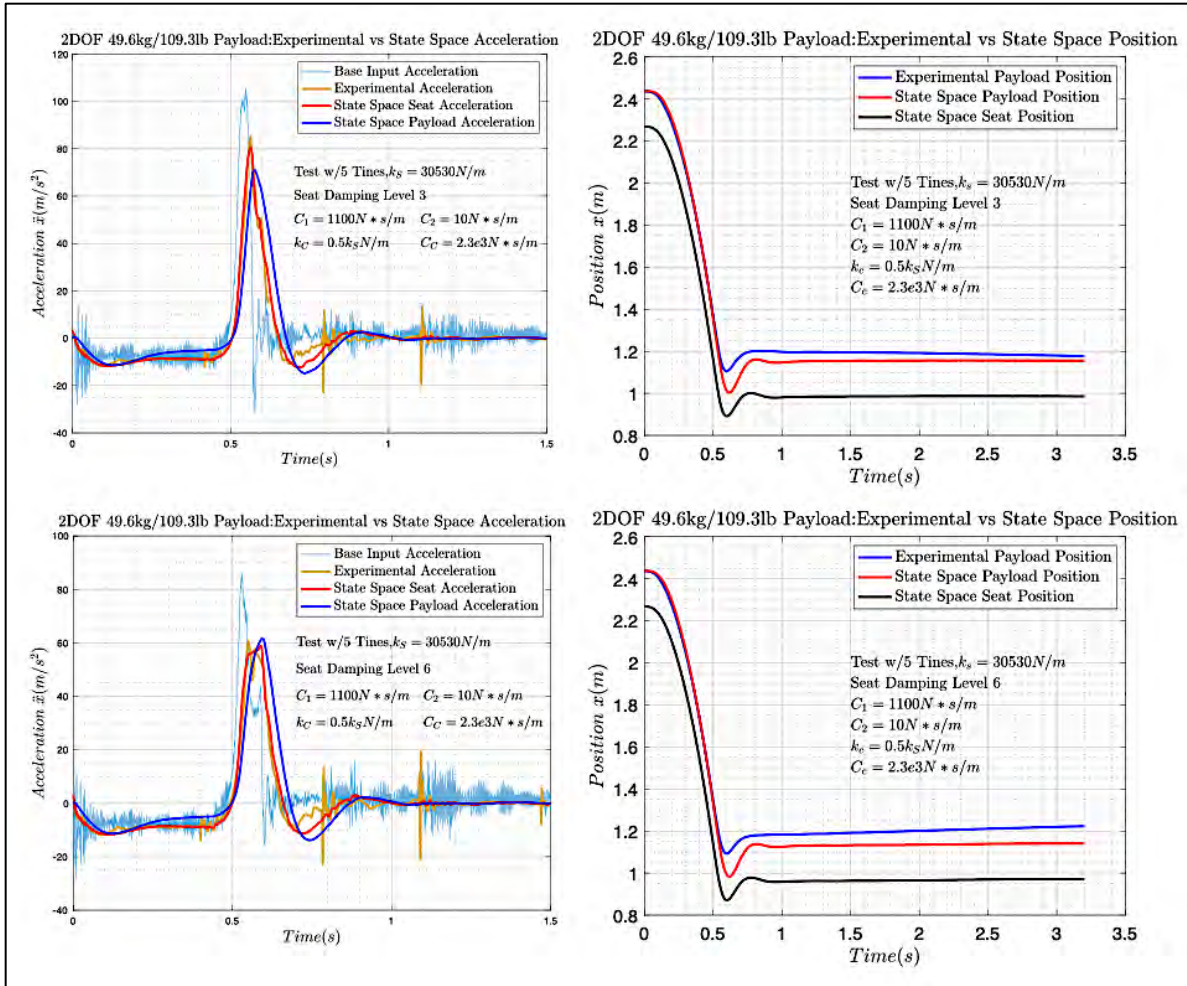 2DOF 49.6kg/109.3lb Payload:Experimental vs State Space Acceleration
120
100
80
60
40
20
0
-20
-40
Acceleration ẍ(m/s²)
Base Input Acceleration
Experimental Acceleration
State Space Seat Acceleration
State Space Payload Acceleration
Test w/5 Tines,k_S = 30530N/m
Seat Damping Level 3
C₁ = 1100N * s/m C₂ = 10N * s/m
k_C = 0.5k_S N/m C_C = 2.3e3N * s/m
0 0.5 1 1.5
Time(s)
2DOF 49.6kg/109.3lb Payload:Experimental vs State Space Position
2.6
2.4
2.2
2
1.8
1.6
1.4
1.2
1
0.8
Position x(m)
Experimental Payload Position
State Space Payload Position
State Space Seat Position
Test w/5 Tines,k_s = 30530N/m
Seat Damping Level 3
C₁ = 1100N * s/m
C₂ = 10N * s/m
k_c = 0.5k_S N/m
C_c = 2.3e3N * s/m
0 0.5 1 1.5 2 2.5 3 3.5
Time(s)
2DOF 49.6kg/109.3lb Payload:Experimental vs State Space Acceleration
100
80
60
40
20
0
-20
-40
Acceleration ẍ(m/s²)
Base Input Acceleration
Experimental Acceleration
State Space Seat Acceleration
State Space Payload Acceleration
Test w/5 Tines,k_S = 30530N/m
Seat Damping Level 6
C₁ = 1100N * s/m C₂ = 10N * s/m
k_C = 0.5k_S N/m C_C = 2.3e3N * s/m
0 0.5 1 1.5
Time(s)
2DOF 49.6kg/109.3lb Payload:Experimental vs State Space Position
2.6
2.4
2.2
2
1.8
1.6
1.4
1.2
1
0.8
Position x(m)
Experimental Payload Position
State Space Payload Position
State Space Seat Position
Test w/5 Tines,k_s = 30530N/m
Seat Damping Level 6
C₁ = 1100N * s/m
C₂ = 10N * s/m
k_c = 0.5k_S N/m
C_c = 2.3e3N * s/m
0 0.5 1 1.5 2 2.5 3 3.5
Time(s)